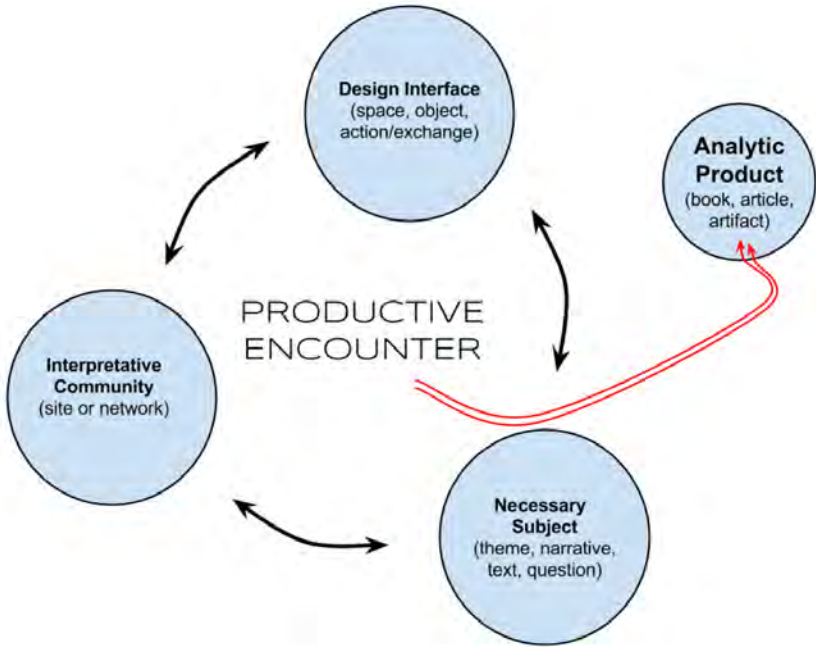 Design Interface
(space, object,
action/exchange)
Analytic
Product
(book, article,
artifact)
PRODUCTIVE
ENCOUNTER
Interpretative
Community
(site or network)
Necessary
Subject
(theme, narrative,
text, question)